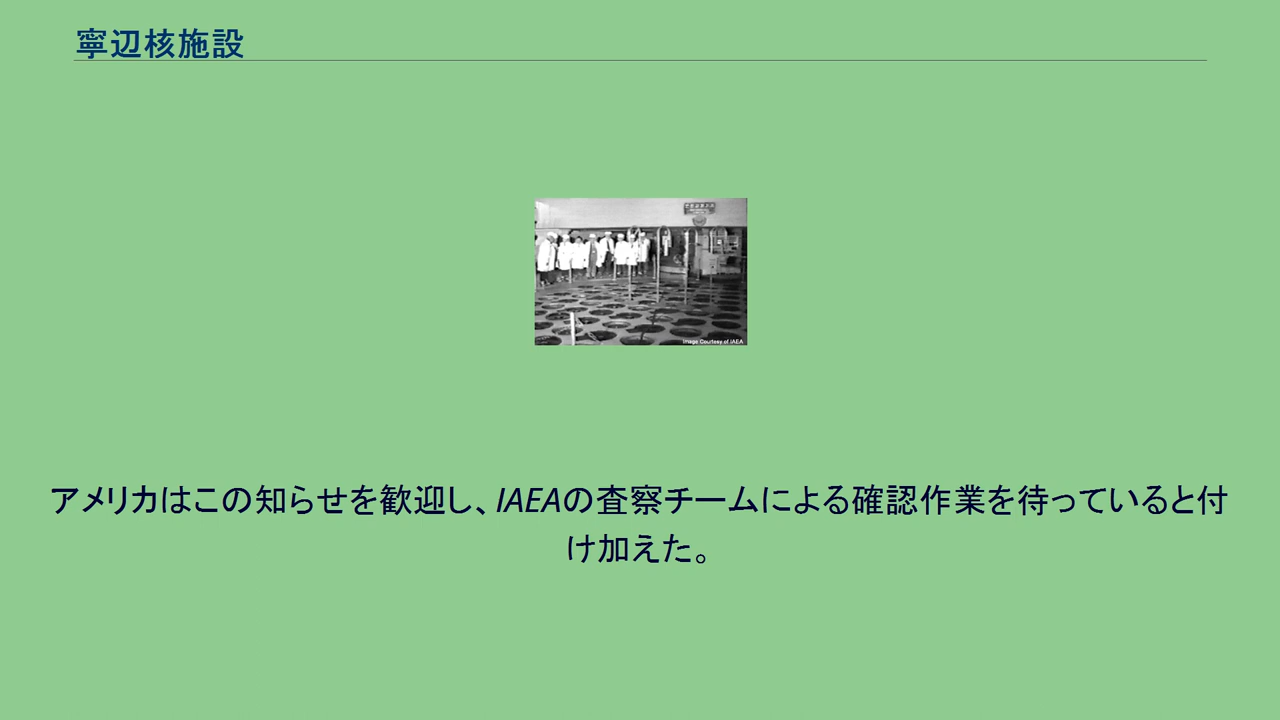 寧辺核施設
Image Courtesy of IAEA
アメリカはこの知らせを歓迎し、IAEAの査察チームによる確認作業を待っていると付
け加えた。